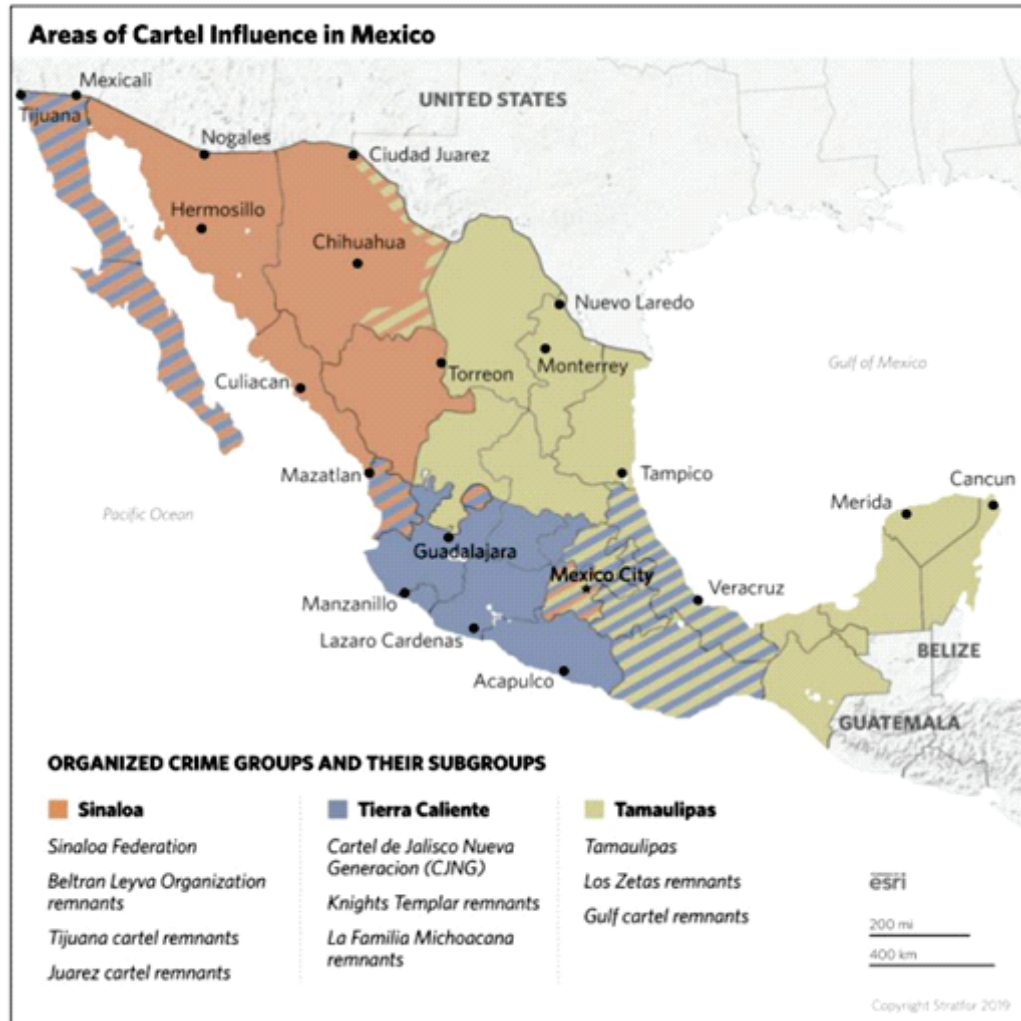 Areas of Cartel Influence in Mexico
Mexicali
Tijuana
UNITED STATES
Nogales
Ciudad Juarez
Hermosillo
Chihuahua
Nuevo Laredo
Monterrey
Torreon
Culiacan
Gulf of Mexico
Mazatlan
Tampico
Cancun
Merida
Pacific Ocean
Guadalajara
Mexico City
Veracruz
Manzanillo
Lazaro Cardenas
BELIZE
Acapulco
GUATEMALA
ORGANIZED CRIME GROUPS AND THEIR SUBGROUPS
Sinaloa
Sinaloa Federation
Beltran Leyva Organization
remnants
Tijuana cartel remnants
Juarez cartel remnants
Tierra Caliente
Cartel de Jalisco Nueva
Generacion (CJNG)
Knights Templar remnants
La Familia Michoacana
remnants
Tamaulipas
Tamaulipas
Los Zetas remnants
Gulf cartel remnants
esri
200 mi
400 km
Copyright Stratfor 2019